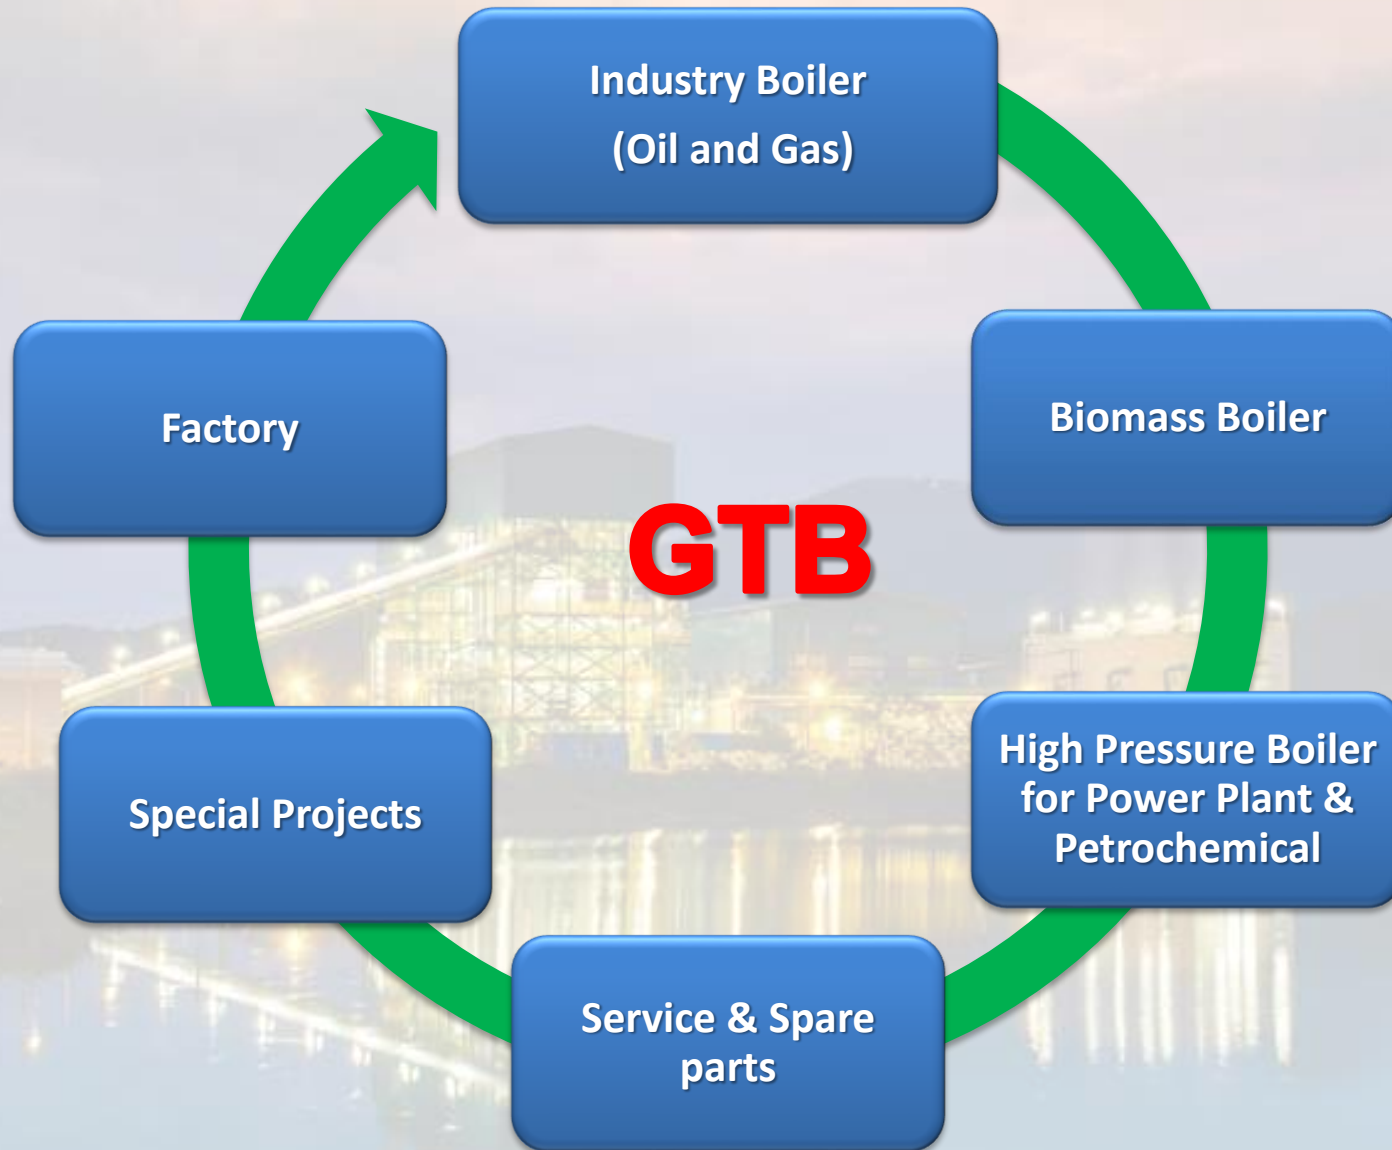 Industry Boiler
(Oil and Gas)
Biomass Boiler
Factory
GTB
High Pressure Boiler
for Power Plant &
Petrochemical
Special Projects
Service & Spare
parts